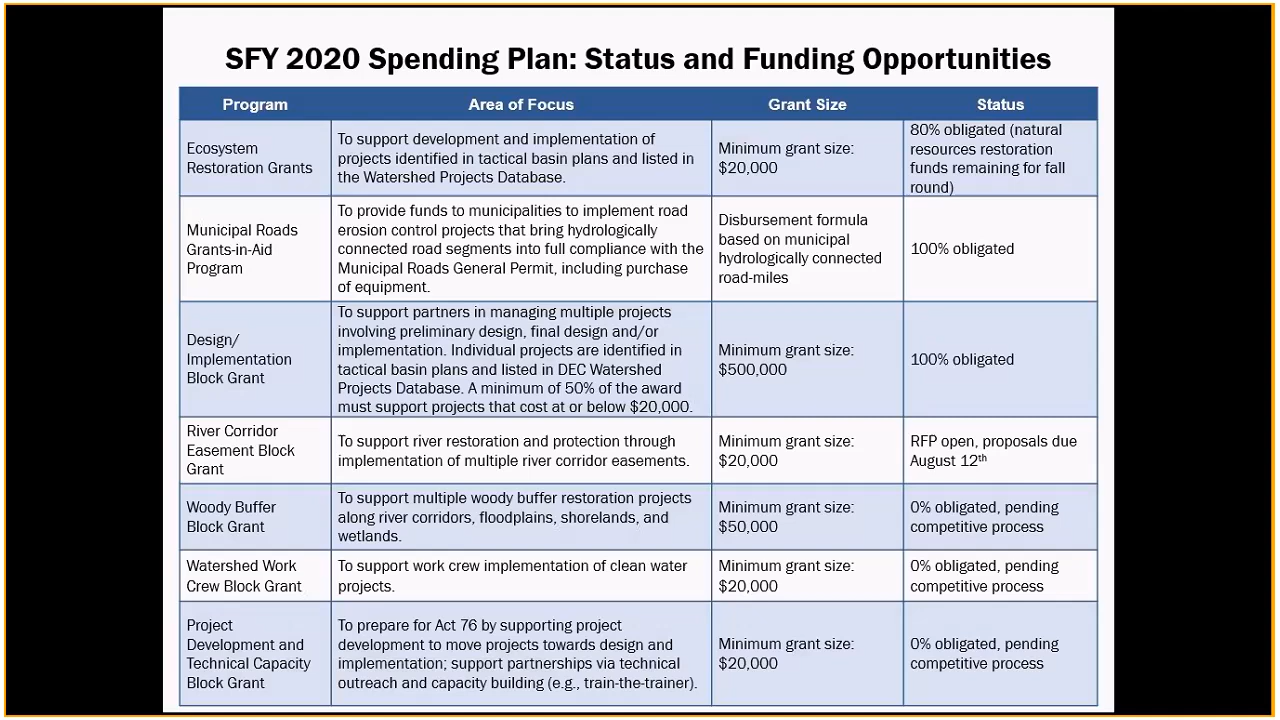 SFY 2020 Spending Plan: Status and Funding Opportunities
Program
Area of Focus
Grant Size
Status
Ecosystem
Restoration Grants
To support development and implementation of
projects identified in tactical basin plans and listed in
the Watershed Projects Database.
Minimum grant size:
$20,000
80% obligated (natural
resources restoration
funds remaining for fall
round)
Municipal Roads
Grants-in-Aid
Program
To provide funds to municipalities to implement road
erosion control projects that bring hydrologically
connected road segments into full compliance with the
Municipal Roads General Permit, including purchase
of equipment.
Disbursement formula
based on municipal
hydrologically connected
road-miles
100% obligated
Design/
Implementation
Block Grant
To support partners in managing multiple projects
involving preliminary design, final design and/or
implementation. Individual projects are identified in
tactical basin plans and listed in DEC Watershed
Projects Database. A minimum of 50% of the award
must support projects that cost at or below $20,000.
Minimum grant size:
$500,000
100% obligated
River Corridor
Easement Block
Grant
To support river restoration and protection through
implementation of multiple river corridor easements.
Minimum grant size:
$20,000
RFP open, proposals due
August 12th
Woody Buffer
Block Grant
To support multiple woody buffer restoration projects
along river corridors, floodplains, shorelands, and
wetlands.
Minimum grant size:
$50,000
0% obligated, pending
competitive process
Watershed Work
Crew Block Grant
To support work crew implementation of clean water
projects.
Minimum grant size:
$20,000
0% obligated, pending
competitive process
Project
Development and
Technical Capacity
Block Grant
To prepare for Act 76 by supporting project
development to move projects towards design and
implementation; support partnerships via technical
outreach and capacity building (e.g., train-the-trainer).
Minimum grant size:
$20,000
0% obligated, pending
competitive process